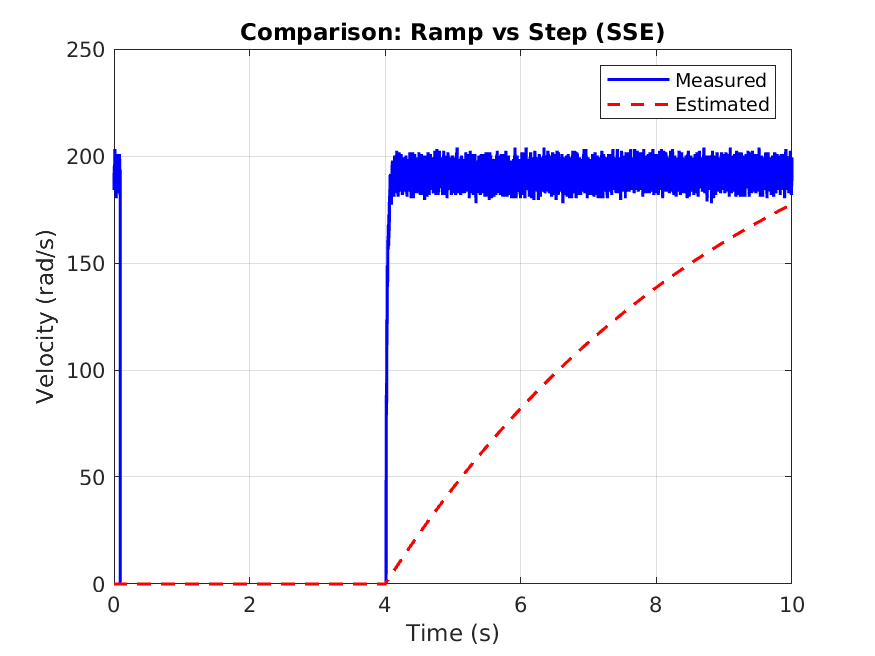 Comparison: Ramp vs Step (SSE)
Measured
Estimated
Velocity (rad/s)
250
200
150
100
50
0
0 2 4 6 8 10
Time (s)